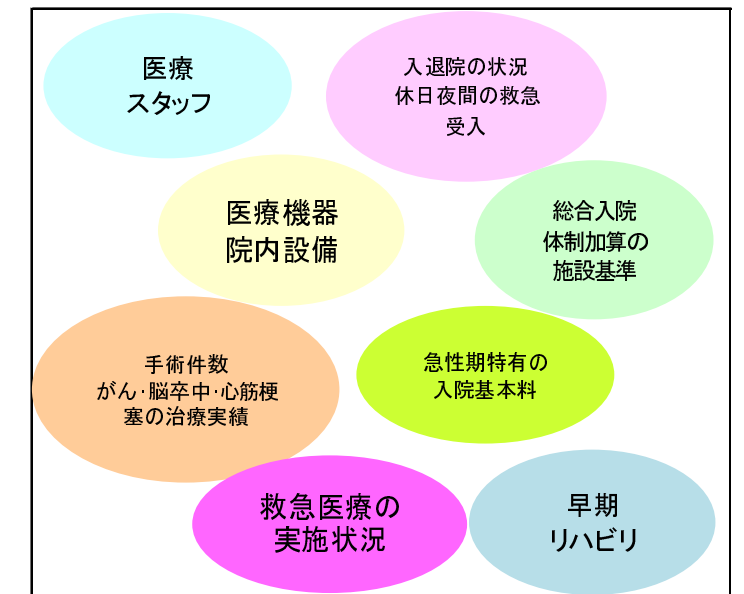 医療
スタッフ
入退院の状況
休日夜間の救急
受入
医療機器
院内設備
総合入院
体制加算の
施設基準
手術件数
がん・脳卒中・心筋梗
塞の治療実績
急性期特有の
入院基本料
救急医療の
実施状況
早期
リハビリ